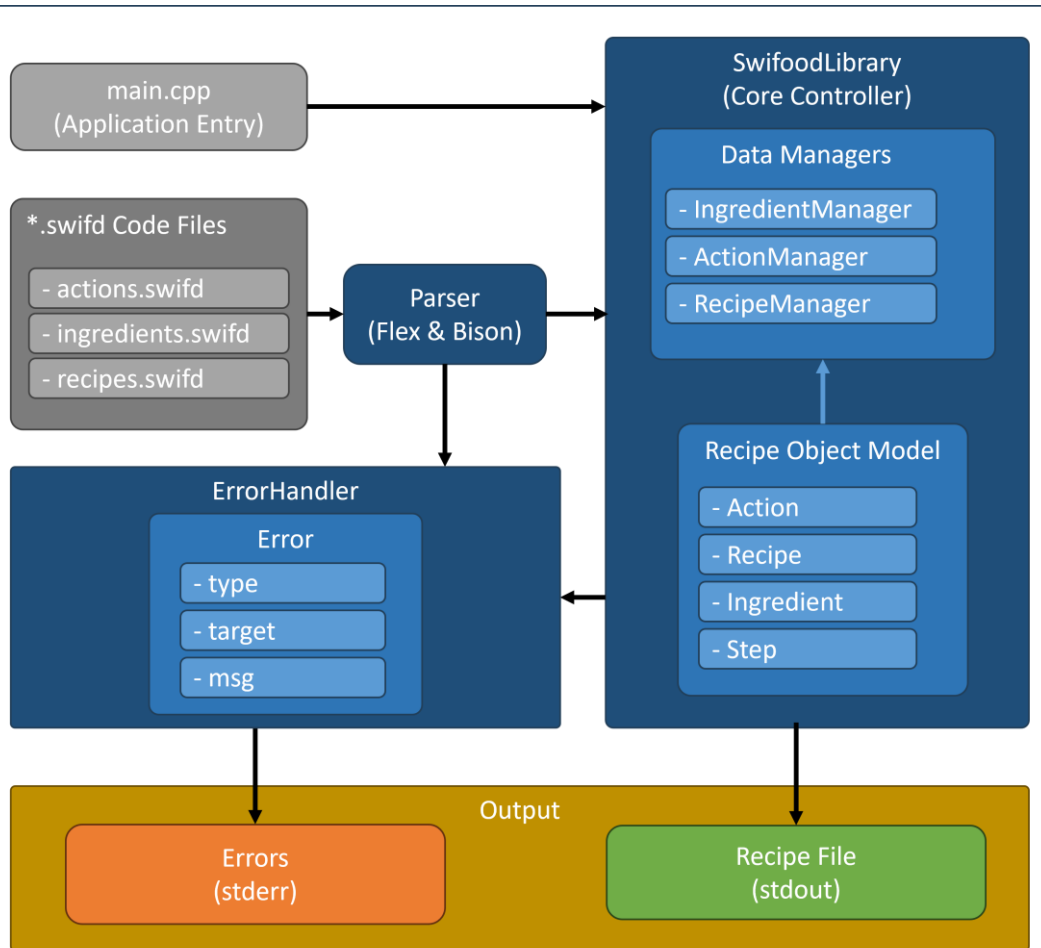 main.cpp
(Application Entry)
SwifoodLibrary
(Core Controller)
Data Managers
- IngredientManager
- ActionManager
- RecipeManager
*.swifd Code Files
- actions.swifd
- ingredients.swifd
- recipes.swifd
Parser
(Flex & Bison)
Recipe Object Model
- Action
- Recipe
- Ingredient
- Step
ErrorHandler
Error
- type
- target
- msg
Output
Errors
(stderr)
Recipe File
(stdout)